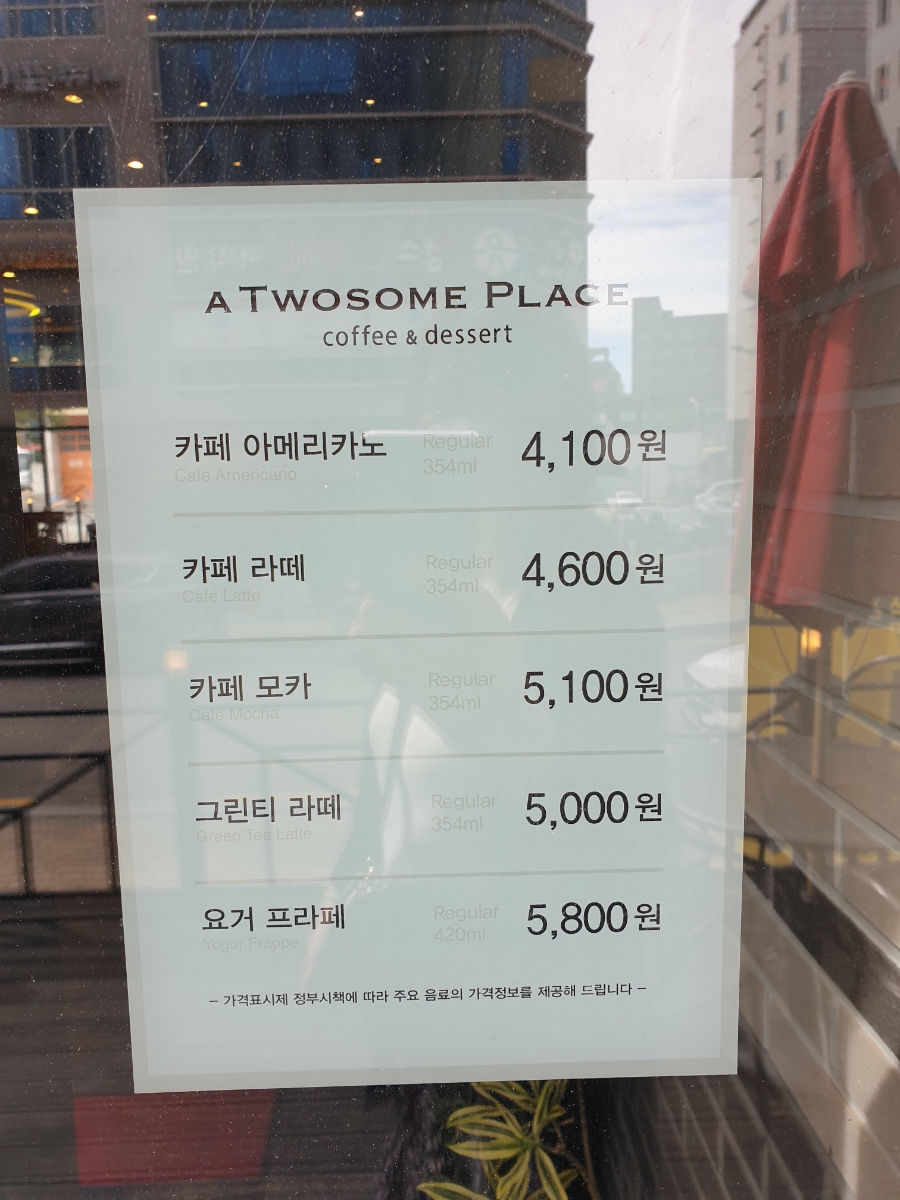 A TWOSOME PLACE
coffee & dessert
카페 아메리카노 Regular 4,100원
Cafe Americano 354ml
카페 라떼 Regular 4,600원
Café Latte 354ml
카페 모카 Regular 5,100원
Café Mocha 354ml
그린티 라떼 Regular 5,000원
Green Tea Latte 354ml
요거 프라페 Regular 5,800원
Yogur Frappe 420ml
– 가격표시제 정부시책에 따라 주요 음료의 가격정보를 제공해 드립니다 –